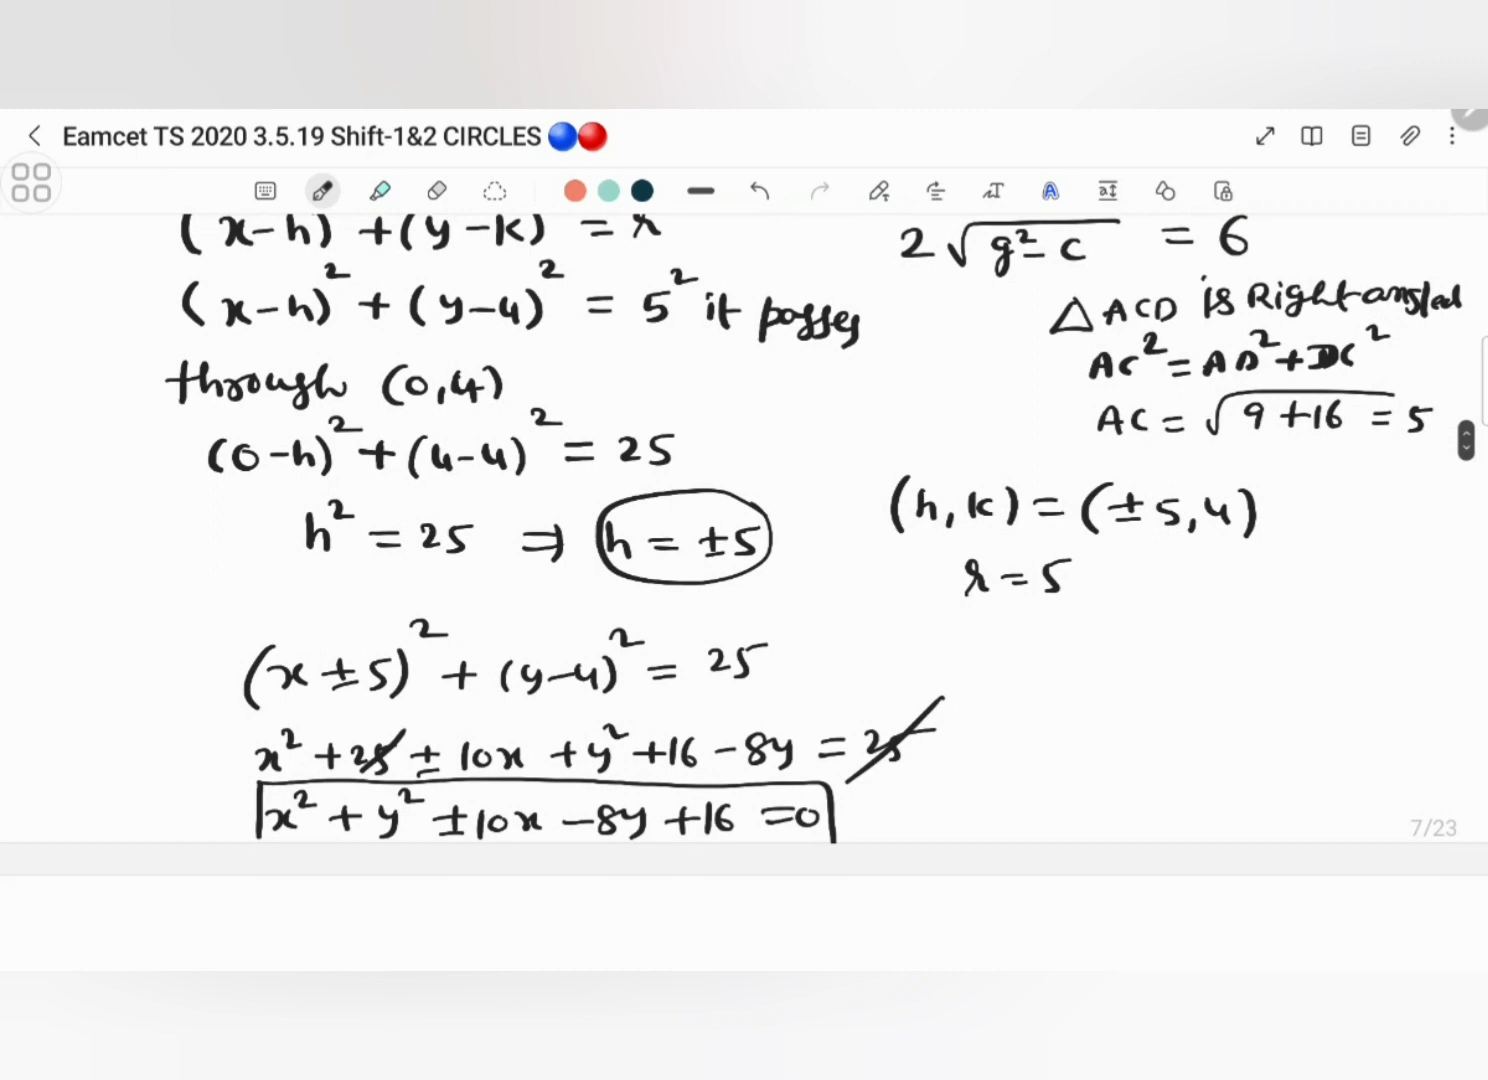 Eamcet TS 2020 3.5.19 Shift-1&2 CIRCLES
(x-h) + (y-k) = r
(x-h)² + (y-4)² = 5² it passes
through (0,4)
(0-h)² + (4-4)² = 25
h² = 25 ⇒ h = ±5
(x ± 5)² + (y-4)² = 25
x² + 25 ± 10x + y² + 16 - 8y = 25
x² + y² ± 10x - 8y + 16 = 0
2√(g² - c) = 6
△ ACD is Right angled
AC² = AD² + DC²
AC = √(9 + 16) = 5
(h, k) = (±5, 4)
r = 5
7/23